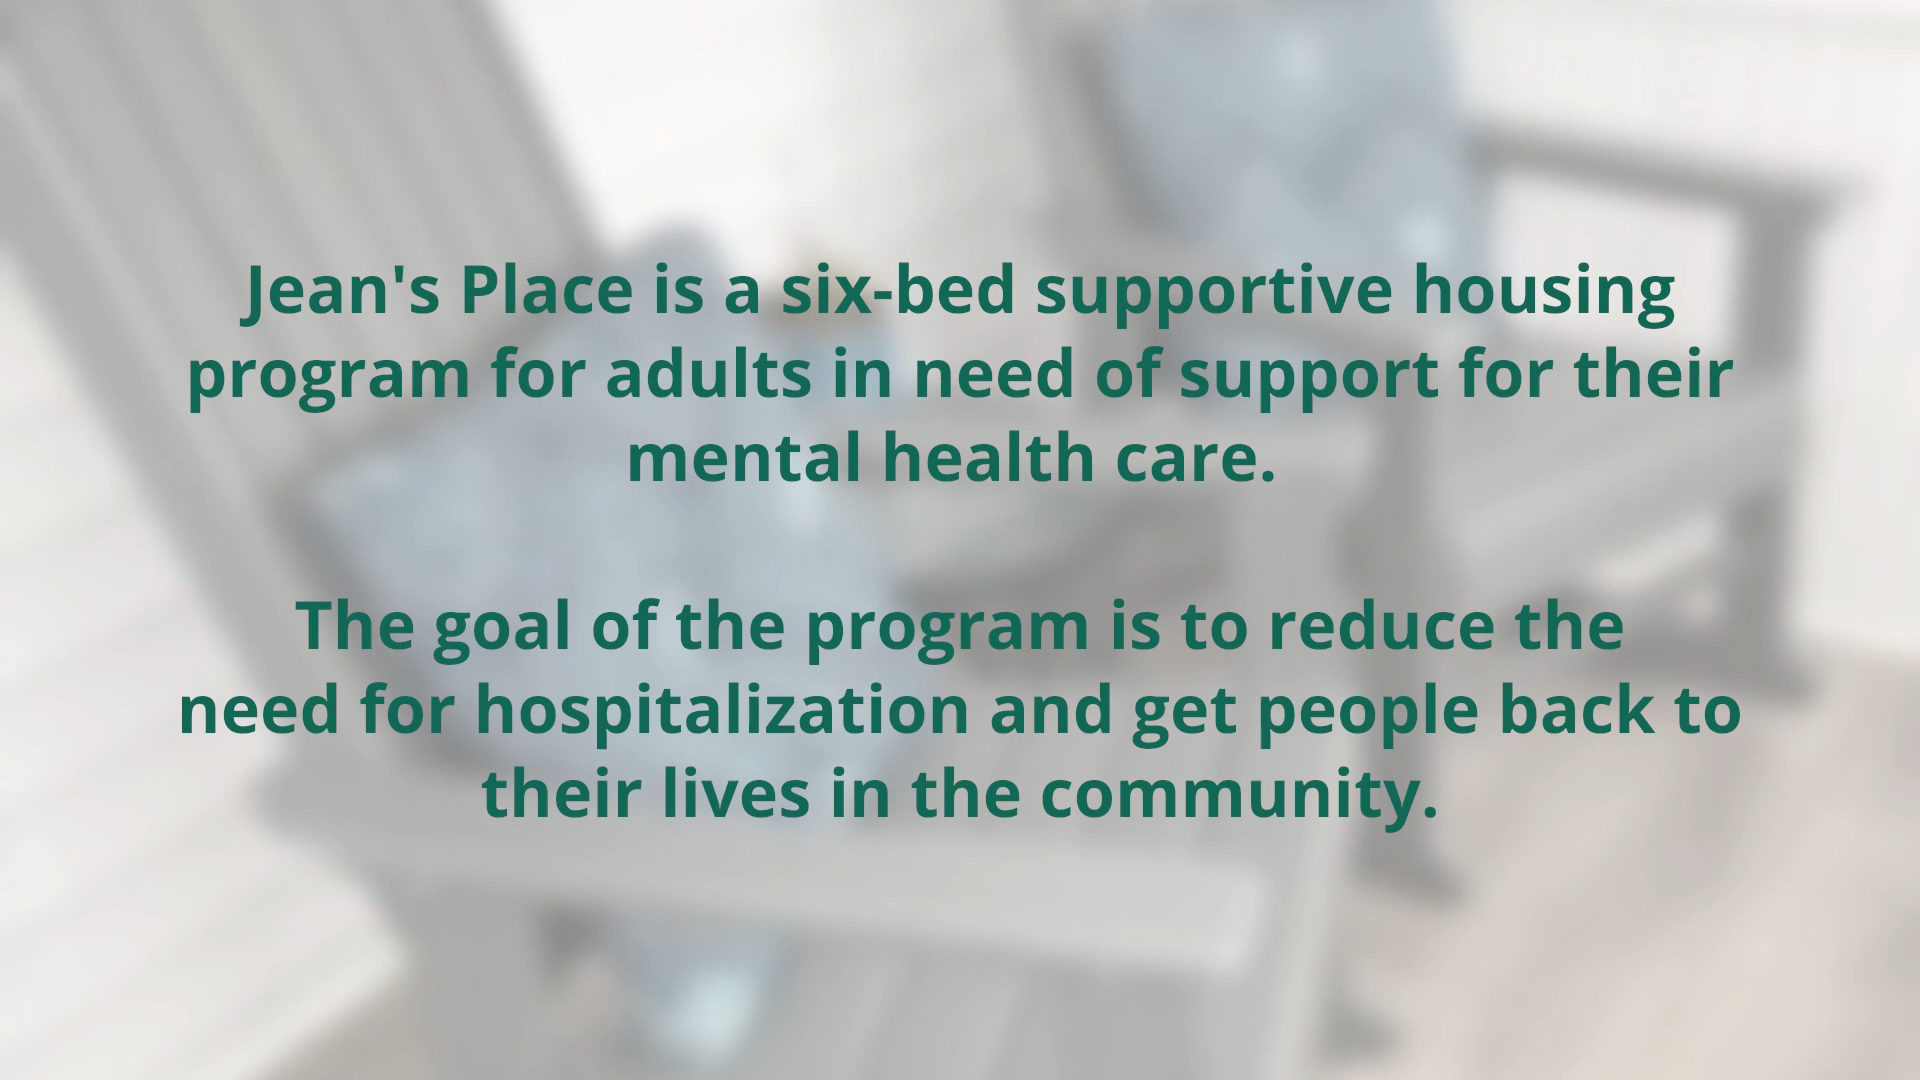 Jean's Place is a six-bed supportive housing
program for adults in need of support for their
mental health care.
The goal of the program is to reduce the
need for hospitalization and get people back to
their lives in the community.